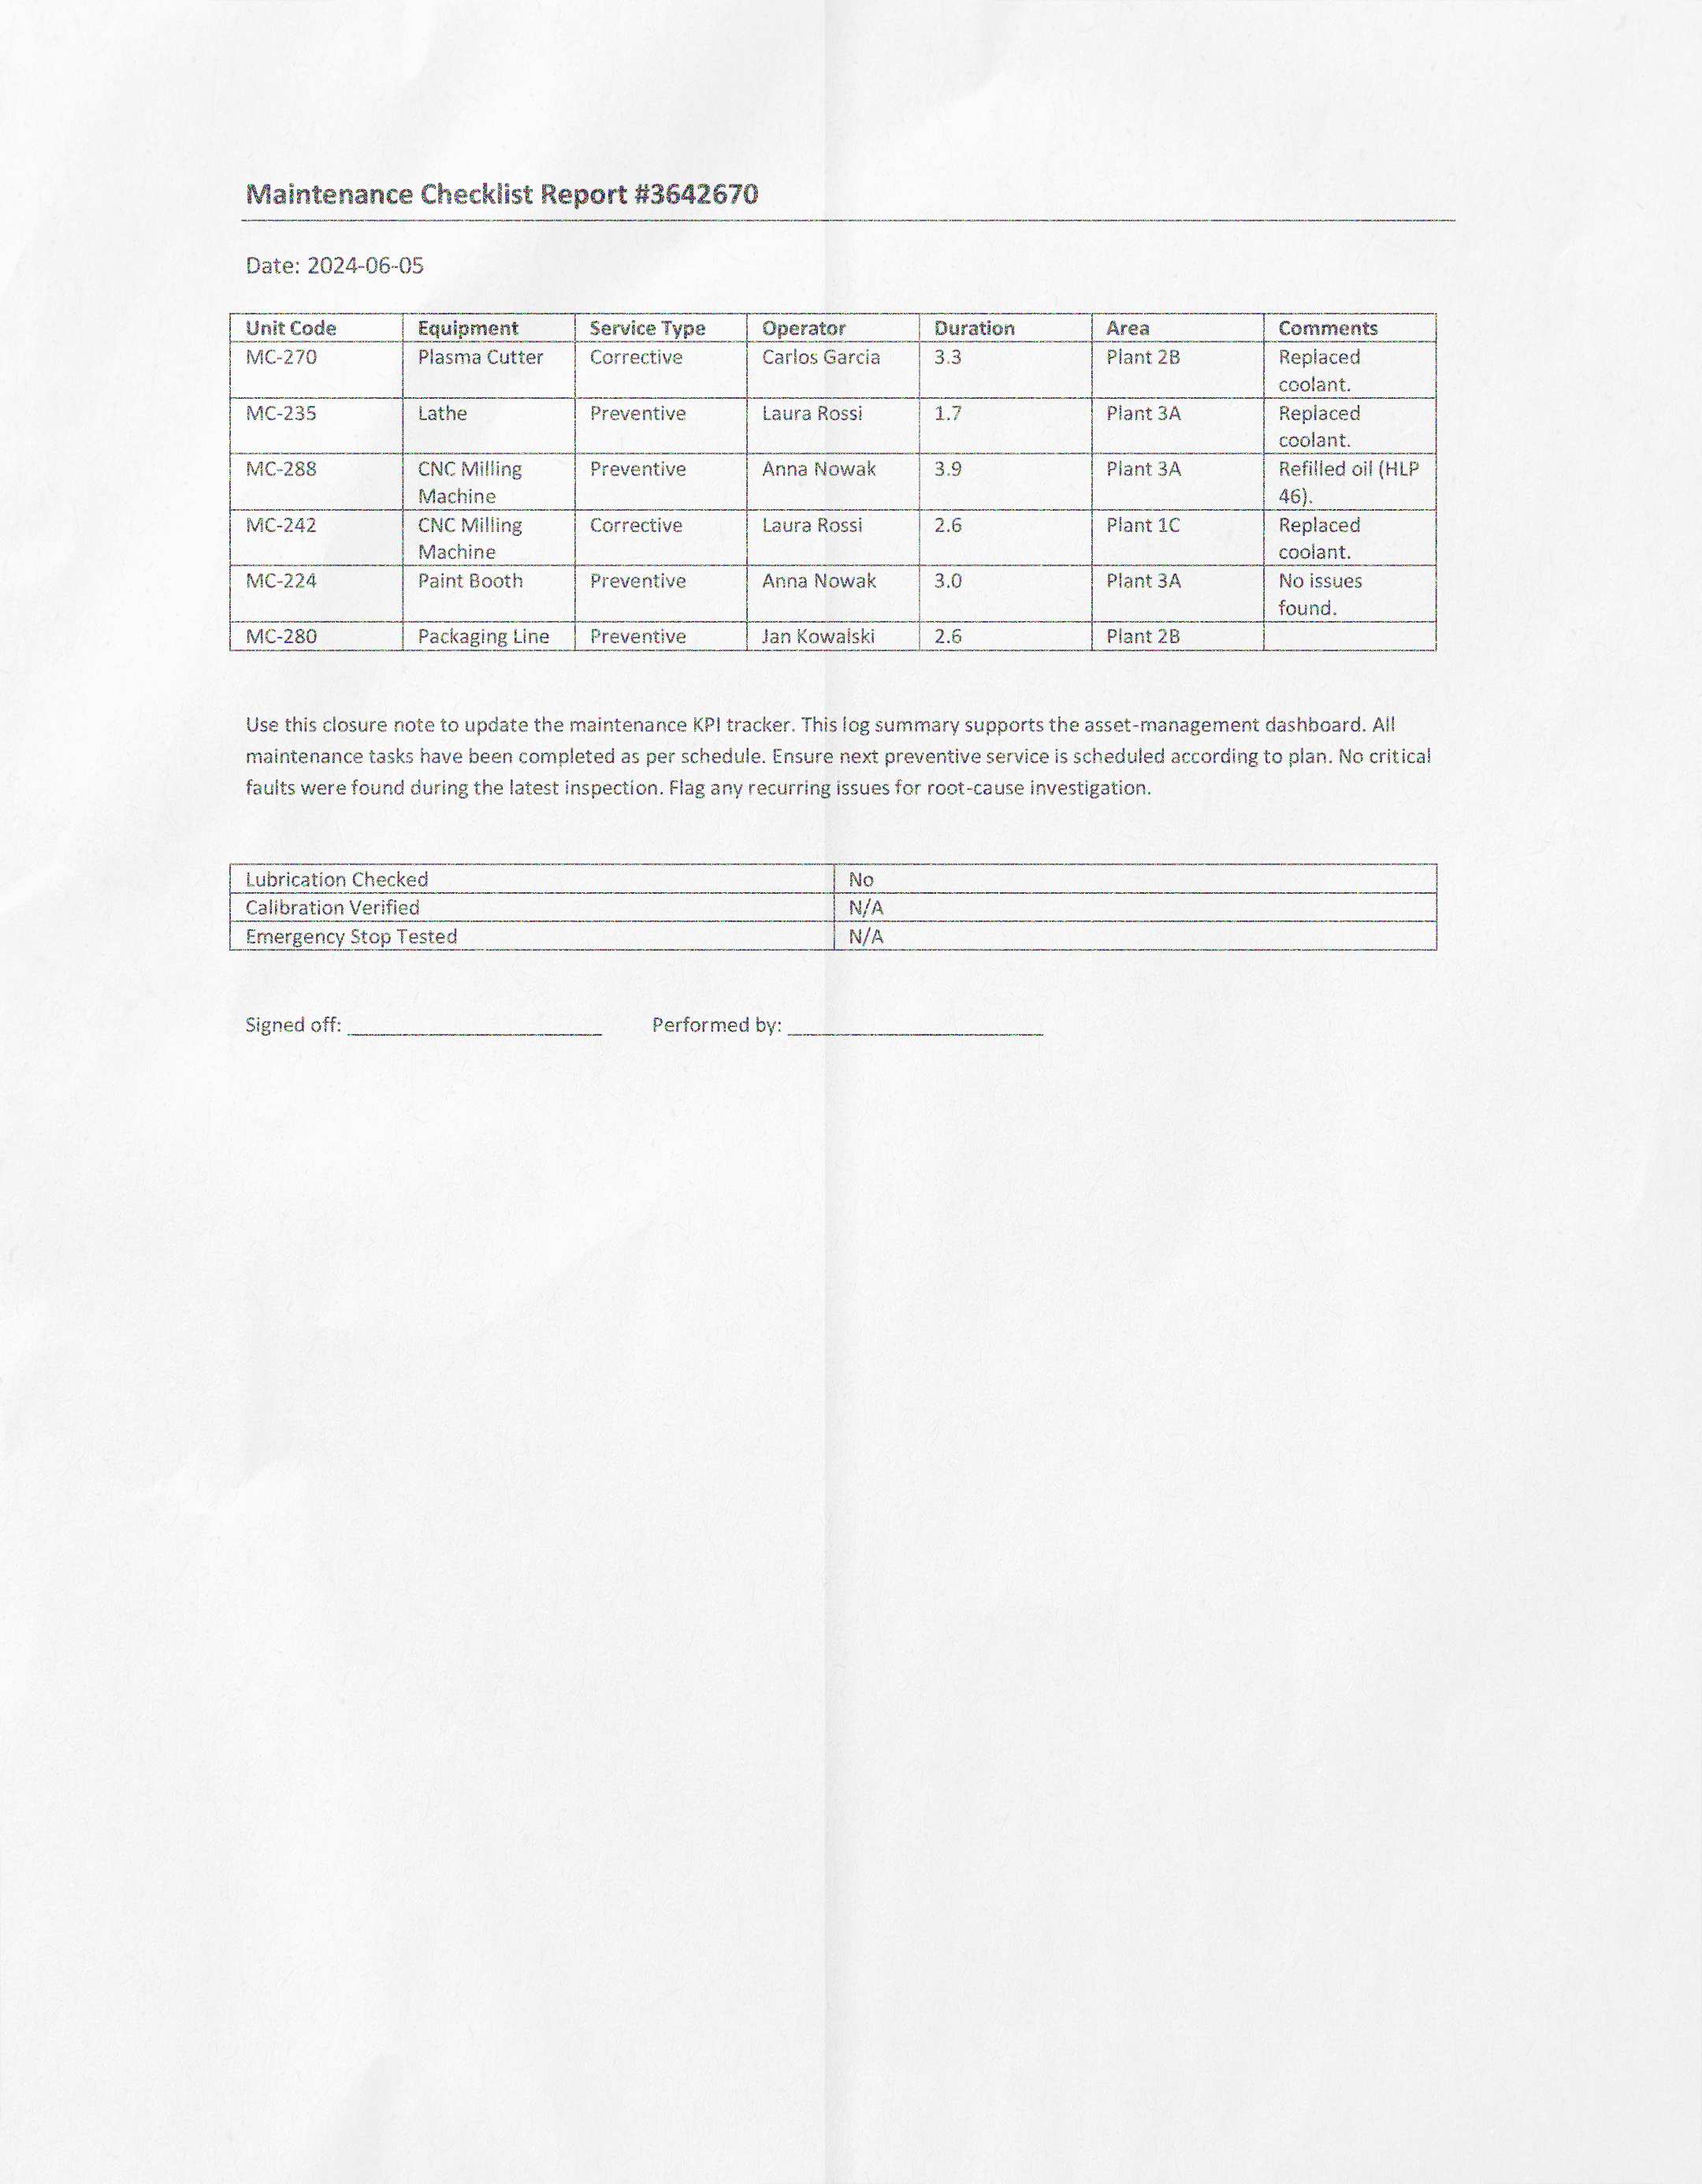 Maintenance Checklist Report #3642670
Date: 2024-06-05
Unit Code Equipment Service Type Operator Duration Area Comments
MC-270 Plasma Cutter Corrective Carlos Garcia 3.3 Plant 2B Replaced
coolant.
MC-235 Lathe Preventive Laura Rossi 1.7 Plant 3A Replaced
coolant.
MC-288 CNC Milling Preventive Anna Nowak 3.9 Plant 3A Refilled oil (HLP
Machine 46).
MC-242 CNC Milling Corrective Laura Rossi 2.6 Plant 1C Replaced
Machine coolant.
MC-224 Paint Booth Preventive Anna Nowak 3.0 Plant 3A No issues
found.
MC-280 Packaging Line Preventive Jan Kowalski 2.6 Plant 2B
Use this closure note to update the maintenance KPI tracker. This log summary supports the asset-management dashboard. All
maintenance tasks have been completed as per schedule. Ensure next preventive service is scheduled according to plan. No critical
faults were found during the latest inspection. Flag any recurring issues for root-cause investigation.
Lubrication Checked No
Calibration Verified N/A
Emergency Stop Tested N/A
Signed off: ______________________ Performed by: ______________________